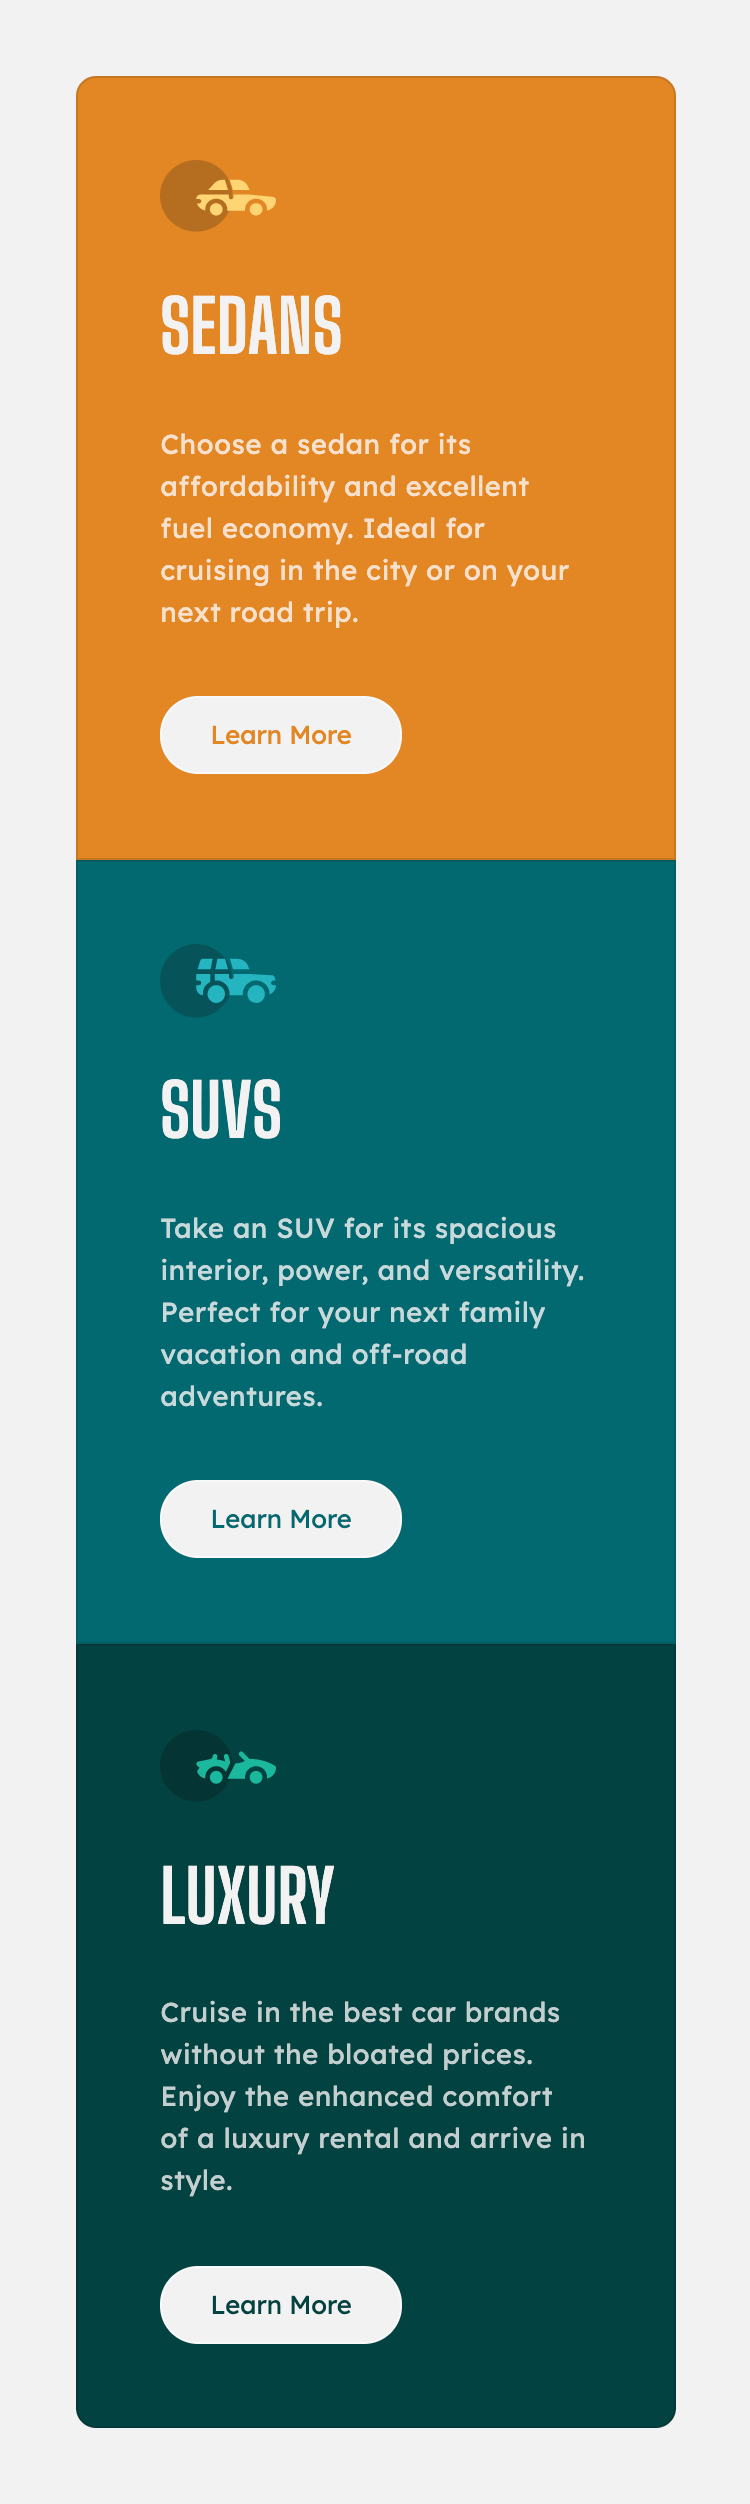 SEDANS
Choose a sedan for its
affordability and excellent
fuel economy. Ideal for
cruising in the city or on your
next road trip.
Learn More
SUVS
Take an SUV for its spacious
interior, power, and versatility.
Perfect for your next family
vacation and off-road
adventures.
Learn More
LUXURY
Cruise in the best car brands
without the bloated prices.
Enjoy the enhanced comfort
of a luxury rental and arrive in
style.
Learn More